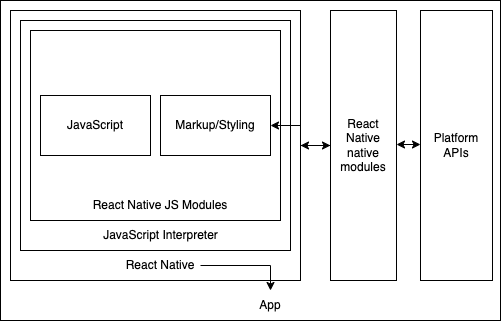 JavaScript
Markup/Styling
React Native JS Modules
JavaScript Interpreter
React Native
App
React
Native
native
modules
Platform
APIs